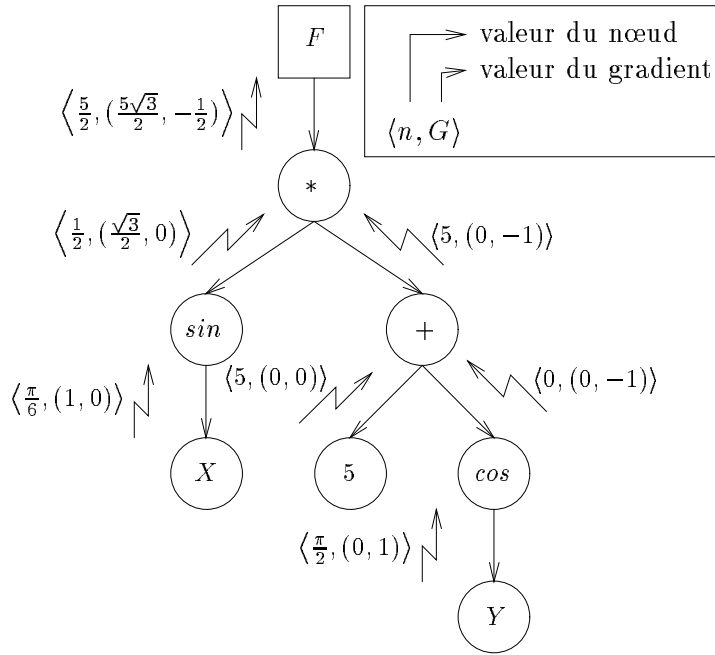 F
valeur du nœud
valeur du gradient
⟨n, G⟩
⟨5/2, (5√3/2, -1/2)⟩
*
⟨1/2, (√3/2, 0)⟩
⟨5, (0, −1)⟩
sin
+
⟨π/6, (1, 0)⟩
⟨5, (0, 0)⟩
⟨0, (0, −1)⟩
X
5
cos
⟨π/2, (0, 1)⟩
Y